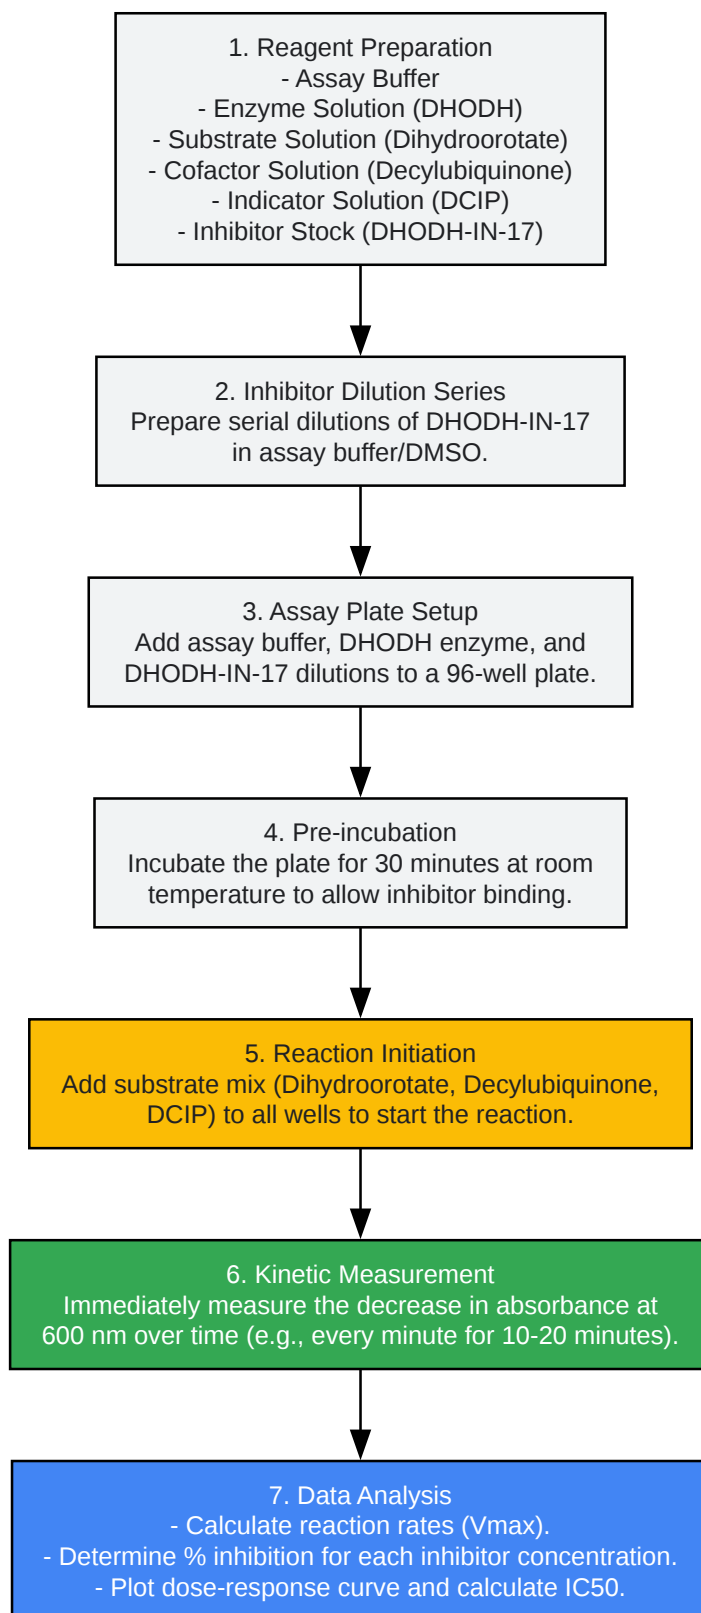 1. Reagent Preparation
- Assay Buffer
- Enzyme Solution (DHODH)
- Substrate Solution (Dihydroorotate)
- Cofactor Solution (Decylubiquinone)
- Indicator Solution (DCIP)
- Inhibitor Stock (DHODH-IN-17)
2. Inhibitor Dilution Series
Prepare serial dilutions of DHODH-IN-17
in assay buffer/DMSO.
3. Assay Plate Setup
Add assay buffer, DHODH enzyme, and
DHODH-IN-17 dilutions to a 96-well plate.
4. Pre-incubation
Incubate the plate for 30 minutes at room
temperature to allow inhibitor binding.
5. Reaction Initiation
Add substrate mix (Dihydroorotate, Decylubiquinone,
DCIP) to all wells to start the reaction.
6. Kinetic Measurement
Immediately measure the decrease in absorbance at
600 nm over time (e.g., every minute for 10-20 minutes).
7. Data Analysis
- Calculate reaction rates (Vmax).
- Determine % inhibition for each inhibitor concentration.
- Plot dose-response curve and calculate IC50.